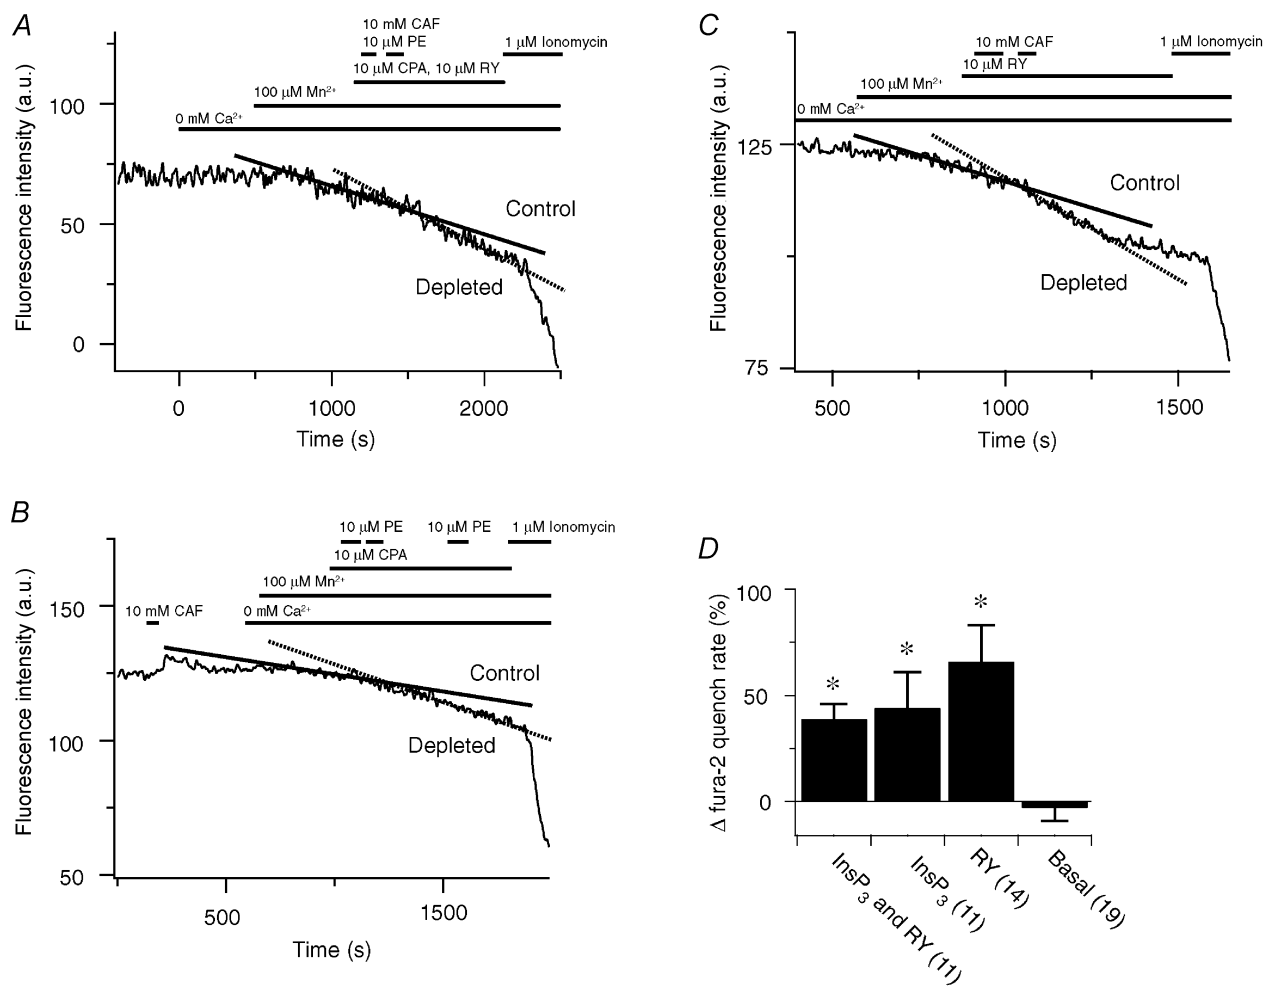 A
10 mM CAF
10 µM PE
1 µM Ionomycin
10 µM CPA, 10 µM RY
100 µM Mn²⁺
0 mM Ca²⁺
Fluorescence intensity (a.u.)
100
50
0
Control
Depleted
0
1000
2000
Time (s)
B
10 µM PE
10 µM PE
1 µM Ionomycin
10 µM CPA
100 µM Mn²⁺
10 mM CAF
0 mM Ca²⁺
Fluorescence intensity (a.u.)
150
100
50
Control
Depleted
500
1500
Time (s)
C
10 mM CAF
1 µM Ionomycin
10 µM RY
100 µM Mn²⁺
0 mM Ca²⁺
Fluorescence intensity (a.u.)
125
75
Control
Depleted
500
1000
1500
Time (s)
D
Δ fura-2 quench rate (%)
100
50
0
*
*
*
InsP₃ and RY (11)
InsP₃ (11)
RY (14)
Basal (19)